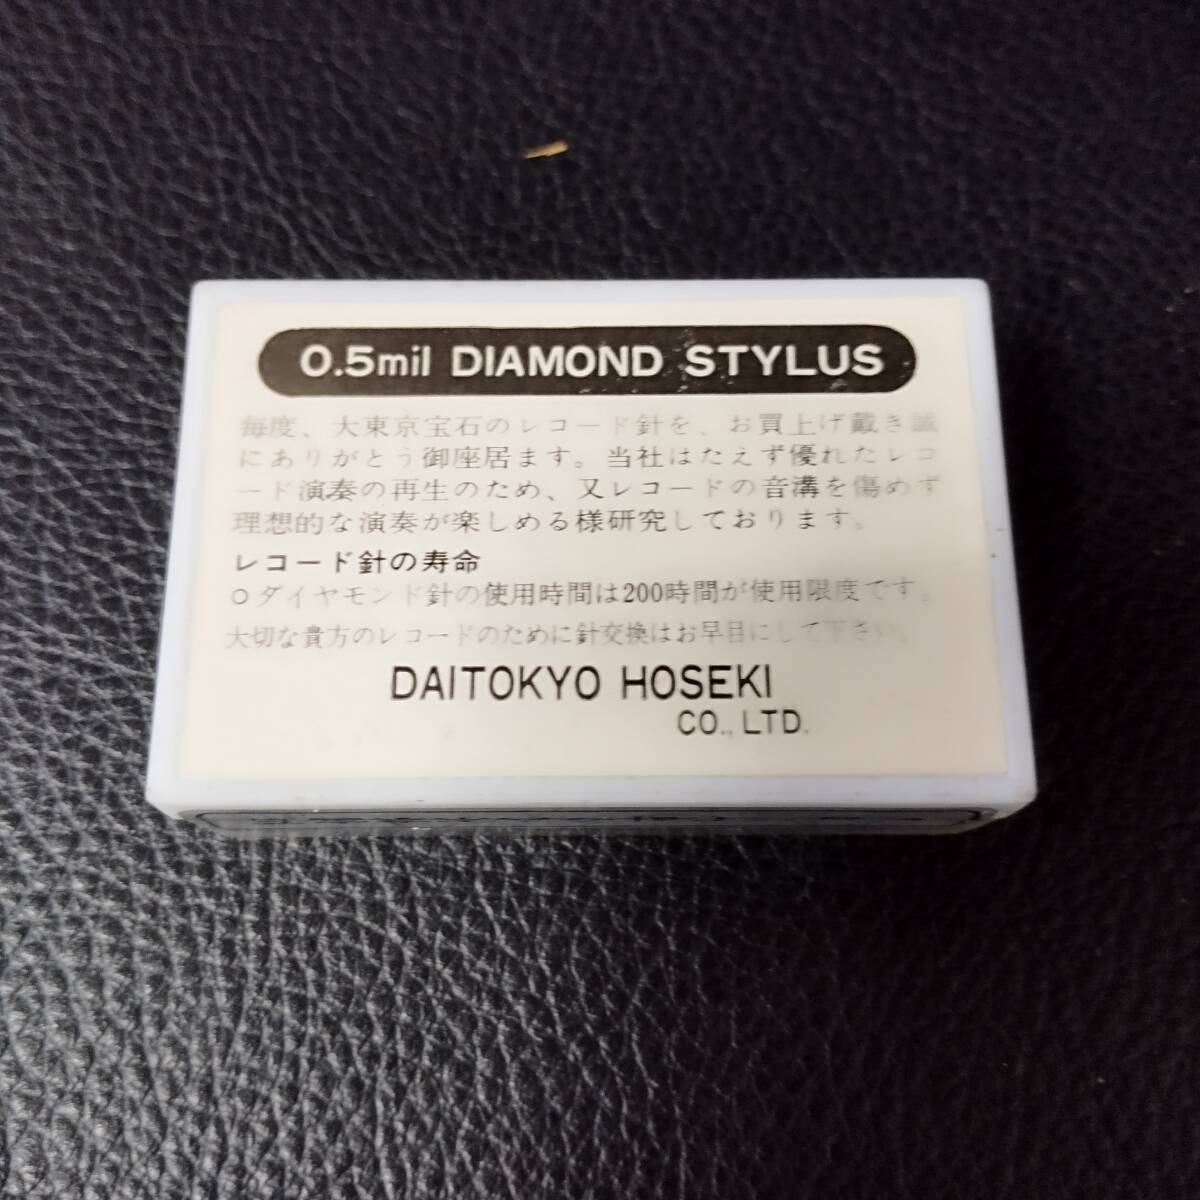 0.5mil DIAMOND STYLUS
毎度、大東京宝石のレコード針を、お買上げ戴き誠
にありがとう御座居ます。当社はたえず優れたレコ
ード演奏の再生のため、又レコードの音溝を傷めず
理想的な演奏が楽しめる様研究しております。
レコード針の寿命
○ダイヤモンド針の使用時間は200時間が使用限度です。
大切な貴方のレコードのために針交換はお早目にして下さい。
DAITOKYO HOSEKI
CO., LTD.